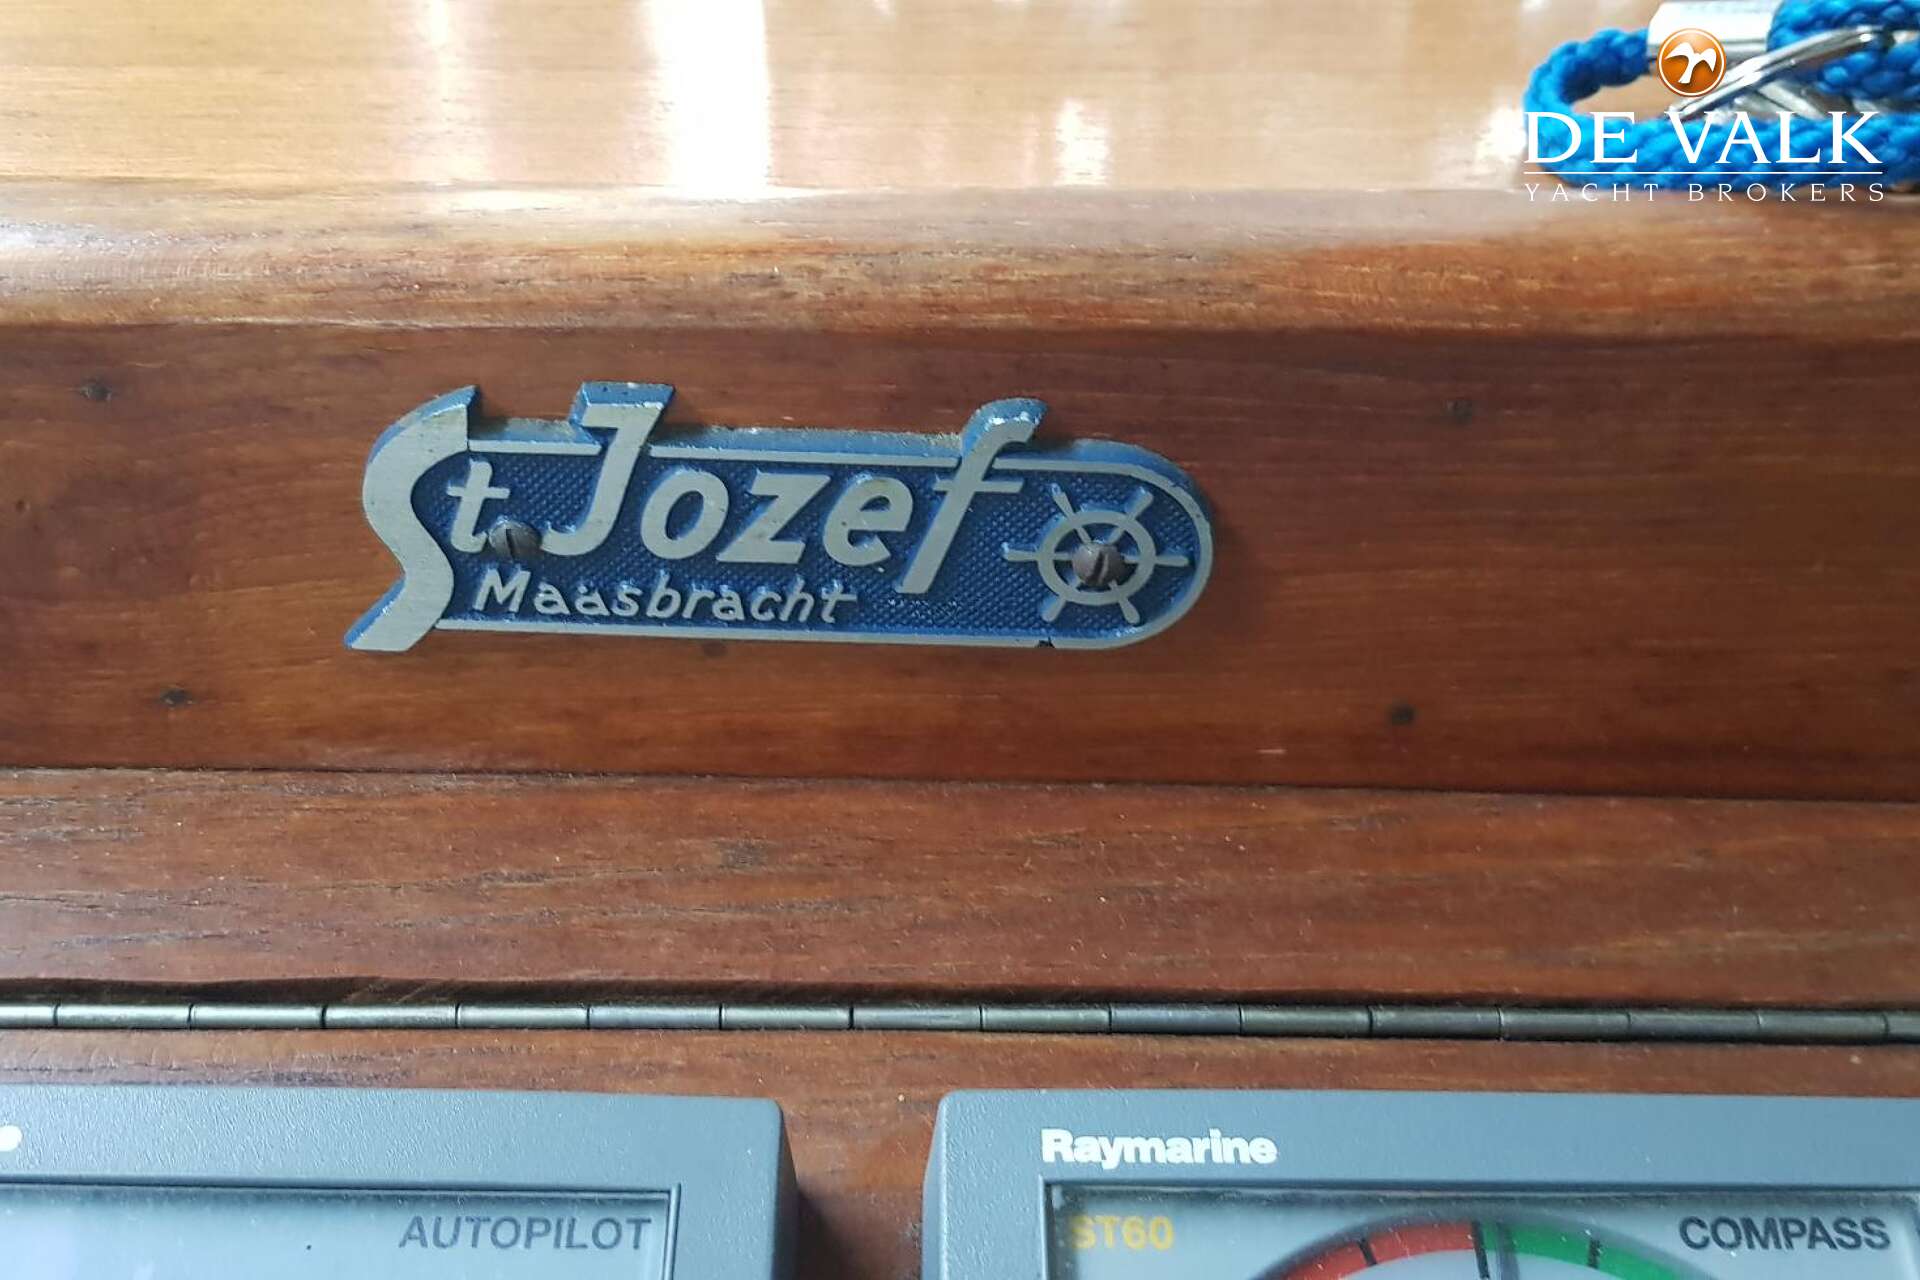 DE VALK
YACHT BROKERS
St Jozef
Maasbracht
Raymarine
AUTOPILOT
ST60
COMPASS